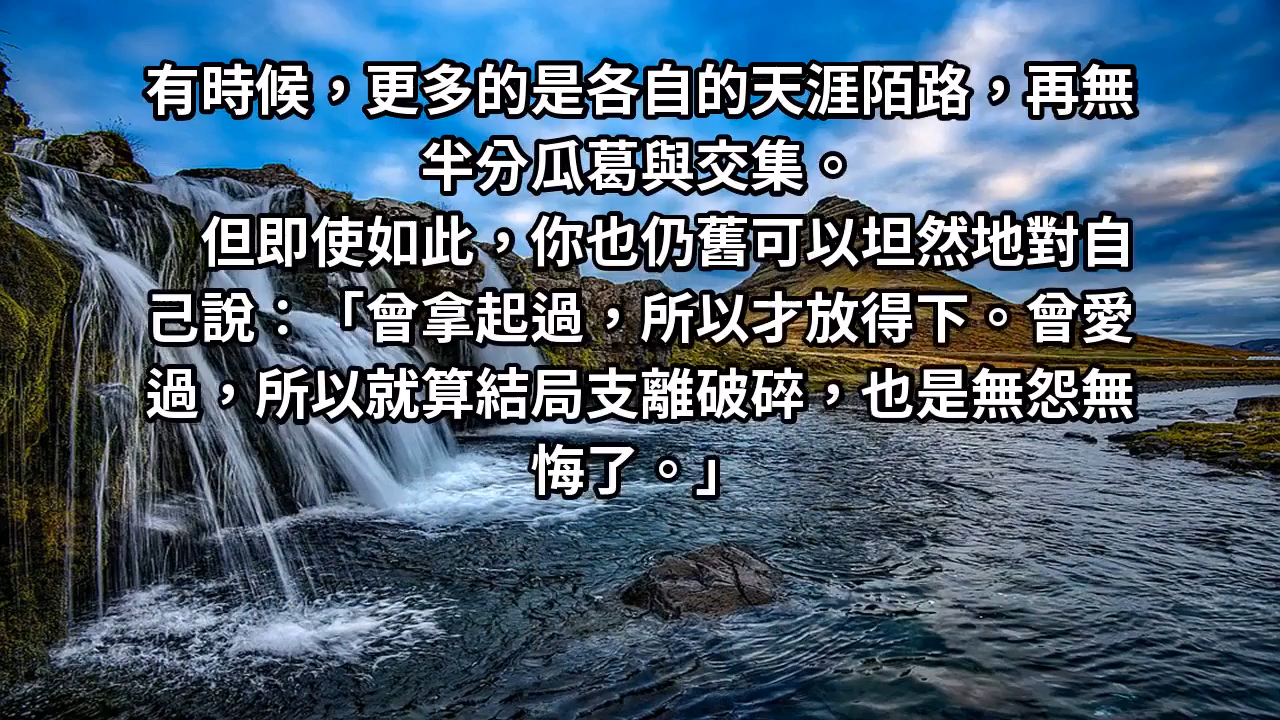 有時候，更多的是各自的天涯陌路，再無
半分瓜葛與交集。
但即使如此，你也仍舊可以坦然地對自
己說：「曾拿起過，所以才放得下。曾愛
過，所以就算結局支離破碎，也是無怨無
悔了。」